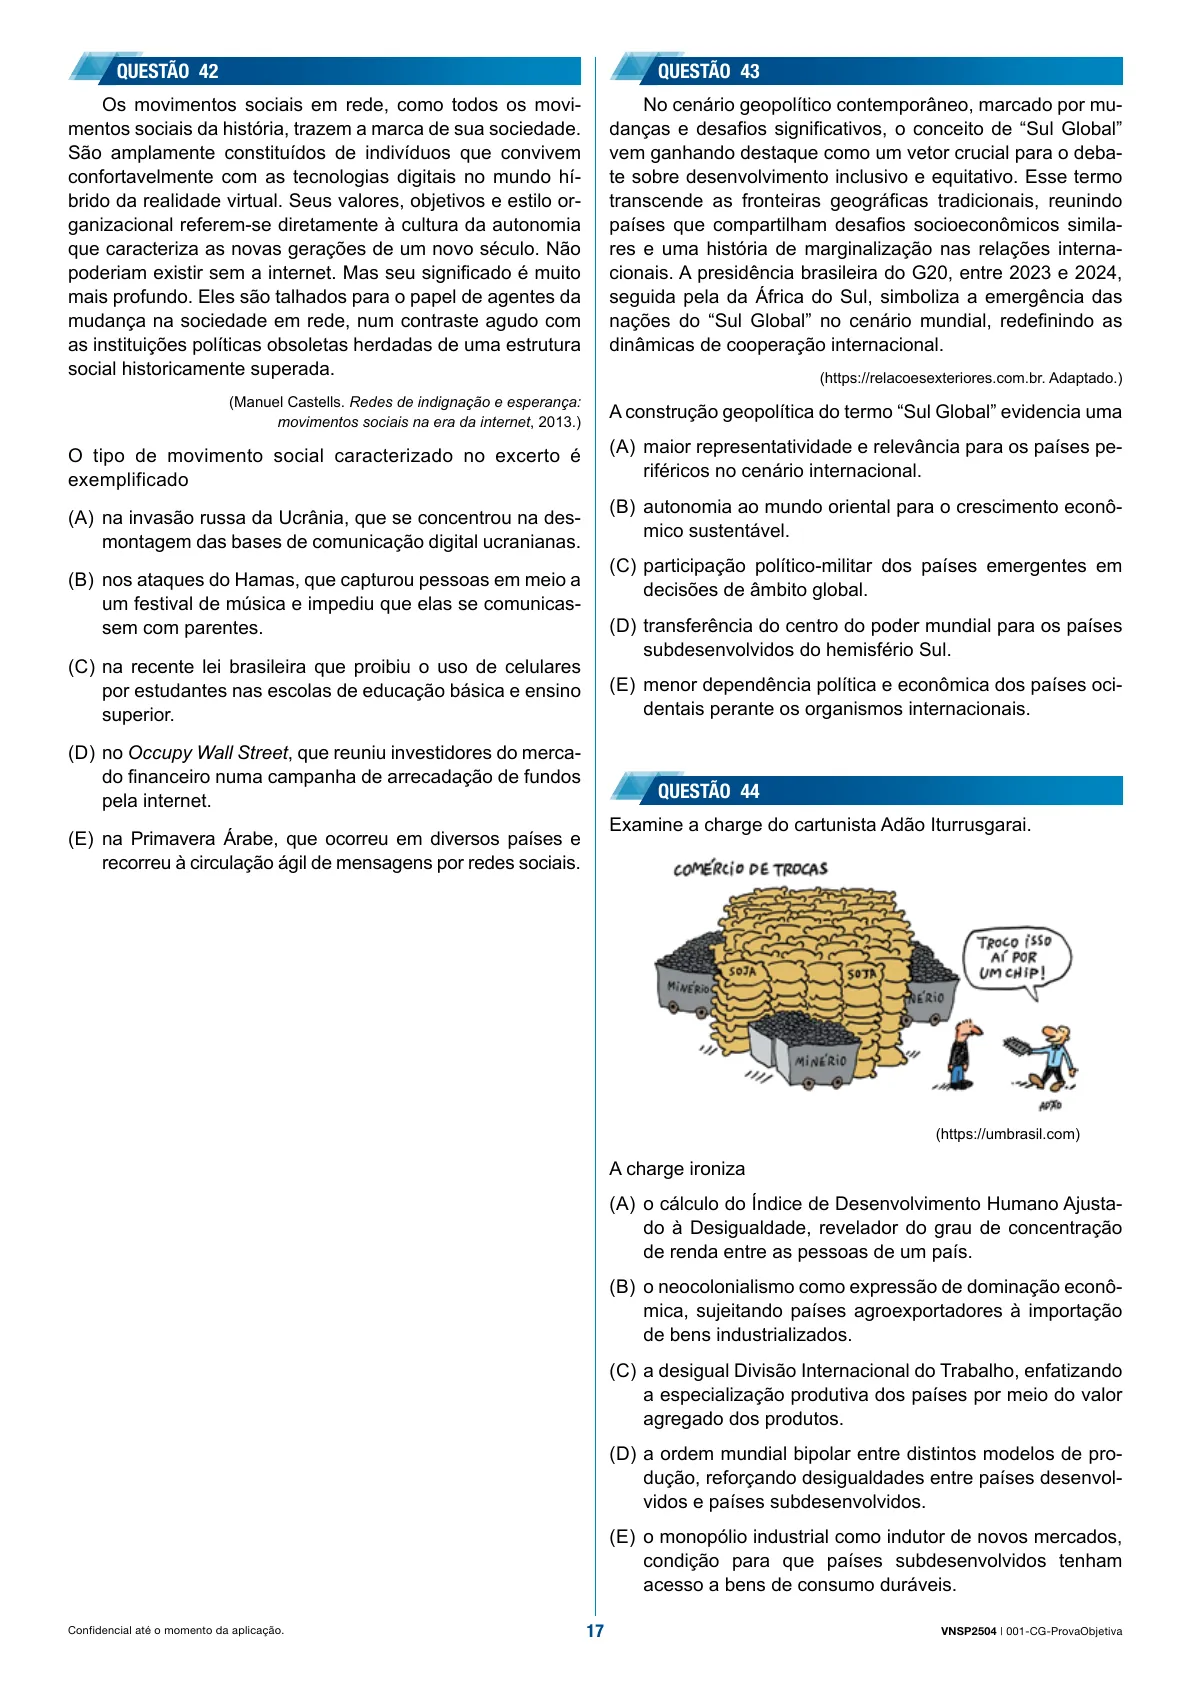 QUESTÃO 42
Os movimentos sociais em rede, como todos os movi-
mentos sociais da história, trazem a marca de sua sociedade.
São amplamente constituídos de indivíduos que convivem
confortavelmente com as tecnologias digitais no mundo hí-
brido da realidade virtual. Seus valores, objetivos e estilo or-
ganizacional referem-se diretamente à cultura da autonomia
que caracteriza as novas gerações de um novo século. Não
poderiam existir sem a internet. Mas seu significado é muito
mais profundo. Eles são talhados para o papel de agentes da
mudança na sociedade em rede, num contraste agudo com
as instituições políticas obsoletas herdadas de uma estrutura
social historicamente superada.
(Manuel Castells. Redes de indignação e esperança:
movimentos sociais na era da internet, 2013.)
O tipo de movimento social caracterizado no excerto é
exemplificado
(A) na invasão russa da Ucrânia, que se concentrou na des-
montagem das bases de comunicação digital ucranianas.
(B) nos ataques do Hamas, que capturou pessoas em meio a
um festival de música e impediu que elas se comunicas-
sem com parentes.
(C) na recente lei brasileira que proibiu o uso de celulares
por estudantes nas escolas de educação básica e ensino
superior.
(D) no Occupy Wall Street, que reuniu investidores do merca-
do financeiro numa campanha de arrecadação de fundos
pela internet.
(E) na Primavera Árabe, que ocorreu em diversos países e
recorreu à circulação ágil de mensagens por redes sociais.
QUESTÃO 43
No cenário geopolítico contemporâneo, marcado por mu-
danças e desafios significativos, o conceito de “Sul Global”
vem ganhando destaque como um vetor crucial para o deba-
te sobre desenvolvimento inclusivo e equitativo. Esse termo
transcende as fronteiras geográficas tradicionais, reunindo
países que compartilham desafios socioeconômicos simila-
res e uma história de marginalização nas relações interna-
cionais. A presidência brasileira do G20, entre 2023 e 2024,
seguida pela da África do Sul, simboliza a emergência das
nações do “Sul Global” no cenário mundial, redefinindo as
dinâmicas de cooperação internacional.
(https://relacoesexteriores.com.br. Adaptado.)
A construção geopolítica do termo “Sul Global” evidencia uma
(A) maior representatividade e relevância para os países pe-
riféricos no cenário internacional.
(B) autonomia ao mundo oriental para o crescimento econô-
mico sustentável.
(C) participação político-militar dos países emergentes em
decisões de âmbito global.
(D) transferência do centro do poder mundial para os países
subdesenvolvidos do hemisfério Sul.
(E) menor dependência política e econômica dos países oci-
dentais perante os organismos internacionais.
QUESTÃO 44
Examine a charge do cartunista Adão Iturrusgarai.
COMÉRCIO DE TROCAS
TROCO ISSO
AÍ POR
UM CHIP!
SOJA
SOJA
MINÉRIO
NÉRIO
MINÉRIO
ADÃO
(https://umbrasil.com)
A charge ironiza
(A) o cálculo do Índice de Desenvolvimento Humano Ajusta-
do à Desigualdade, revelador do grau de concentração
de renda entre as pessoas de um país.
(B) o neocolonialismo como expressão de dominação econô-
mica, sujeitando países agroexportadores à importação
de bens industrializados.
(C) a desigual Divisão Internacional do Trabalho, enfatizando
a especialização produtiva dos países por meio do valor
agregado dos produtos.
(D) a ordem mundial bipolar entre distintos modelos de pro-
dução, reforçando desigualdades entre países desenvol-
vidos e países subdesenvolvidos.
(E) o monopólio industrial como indutor de novos mercados,
condição para que países subdesenvolvidos tenham
acesso a bens de consumo duráveis.
Confidencial até o momento da aplicação.
17
VNSP2504 | 001-CG-ProvaObjetiva